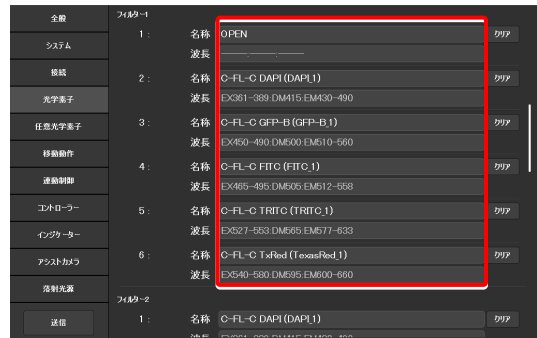 全般
システム
接続
光学素子
任意光学素子
移動動作
連動制御
コントローラー
インジケーター
アシストカメラ
落射光源
送信
フィルター1
1 : 名称 OPEN クリア
波長 -----:-----:-----
2 : 名称 C-FL-C DAPI (DAPI_1) クリア
波長 EX361-389:DM415:EM430-490
3 : 名称 C-FL-C GFP-B (GFP-B_1) クリア
波長 EX450-490:DM500:EM510-560
4 : 名称 C-FL-C FITC (FITC_1) クリア
波長 EX465-495:DM505:EM512-558
5 : 名称 C-FL-C TRITC (TRITC_1) クリア
波長 EX527-553:DM565:EM577-633
6 : 名称 C-FL-C TxRed (TexasRed_1) クリア
波長 EX540-580:DM595:EM600-660
フィルター2
1 : 名称 C-FL-C DAPI (DAPI_1) クリア